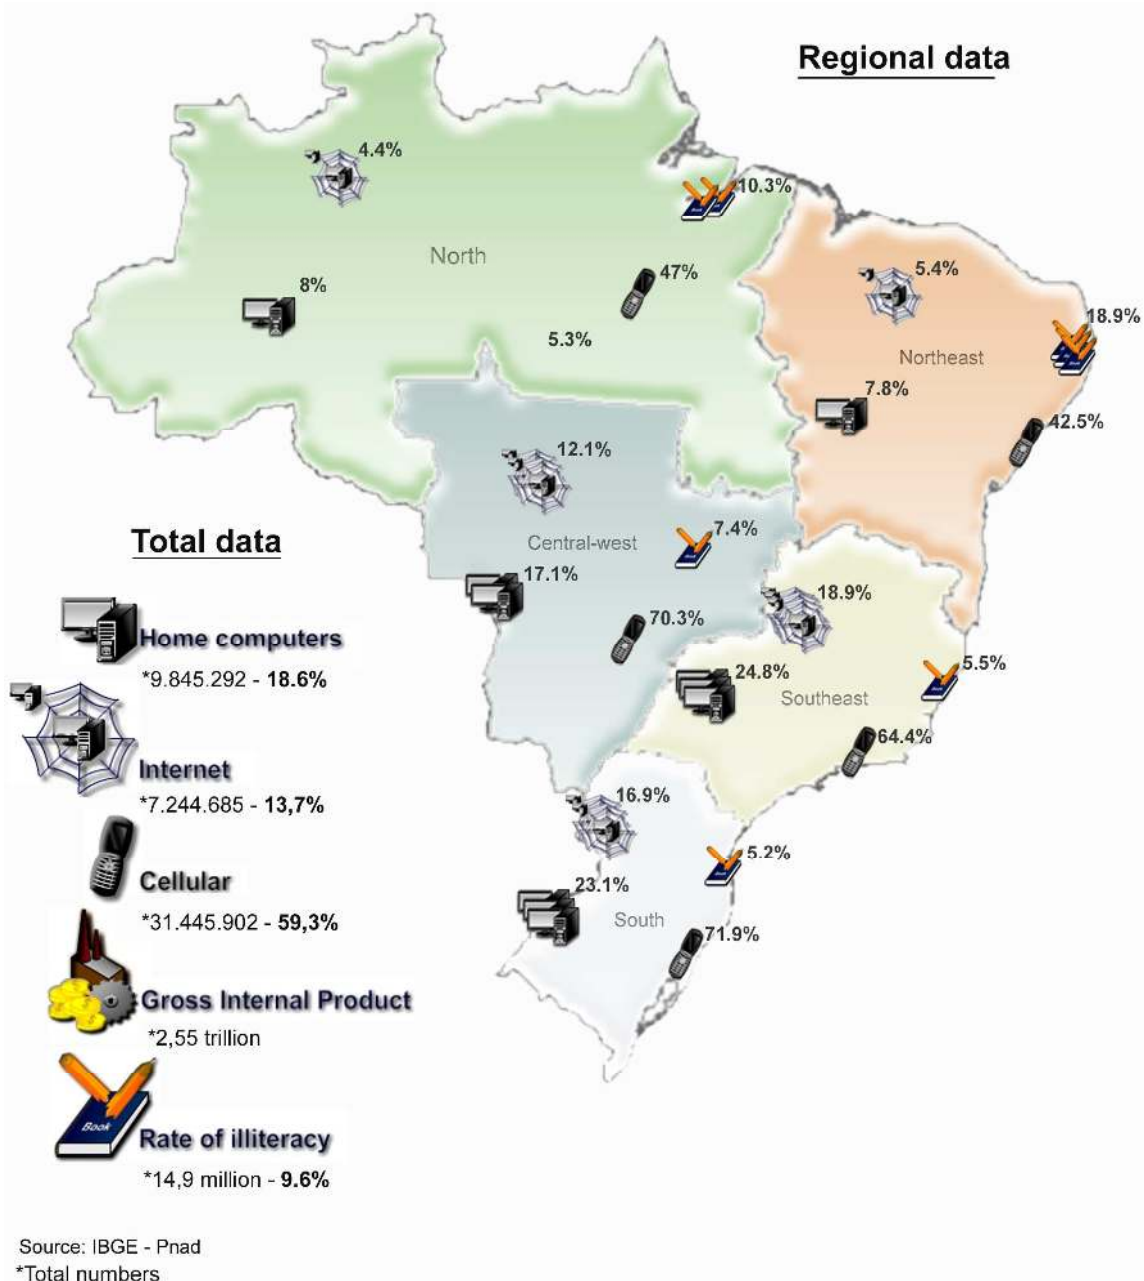 Regional data
4.4%
10.3%
North
47%
8%
5.3%
5.4%
18.9%
Northeast
7.8%
42.5%
12.1%
7.4%
Central-west
17.1%
70.3%
18.9%
5.5%
24.8%
Southeast
64.4%
16.9%
5.2%
23.1%
South
71.9%
Total data
Home computers
*9.845.292 - 18.6%
Internet
*7.244.685 - 13,7%
Cellular
*31.445.902 - 59,3%
Gross Internal Product
*2,55 trillion
Book
Rate of illiteracy
*14,9 million - 9.6%
Source: IBGE - Pnad
*Total numbers